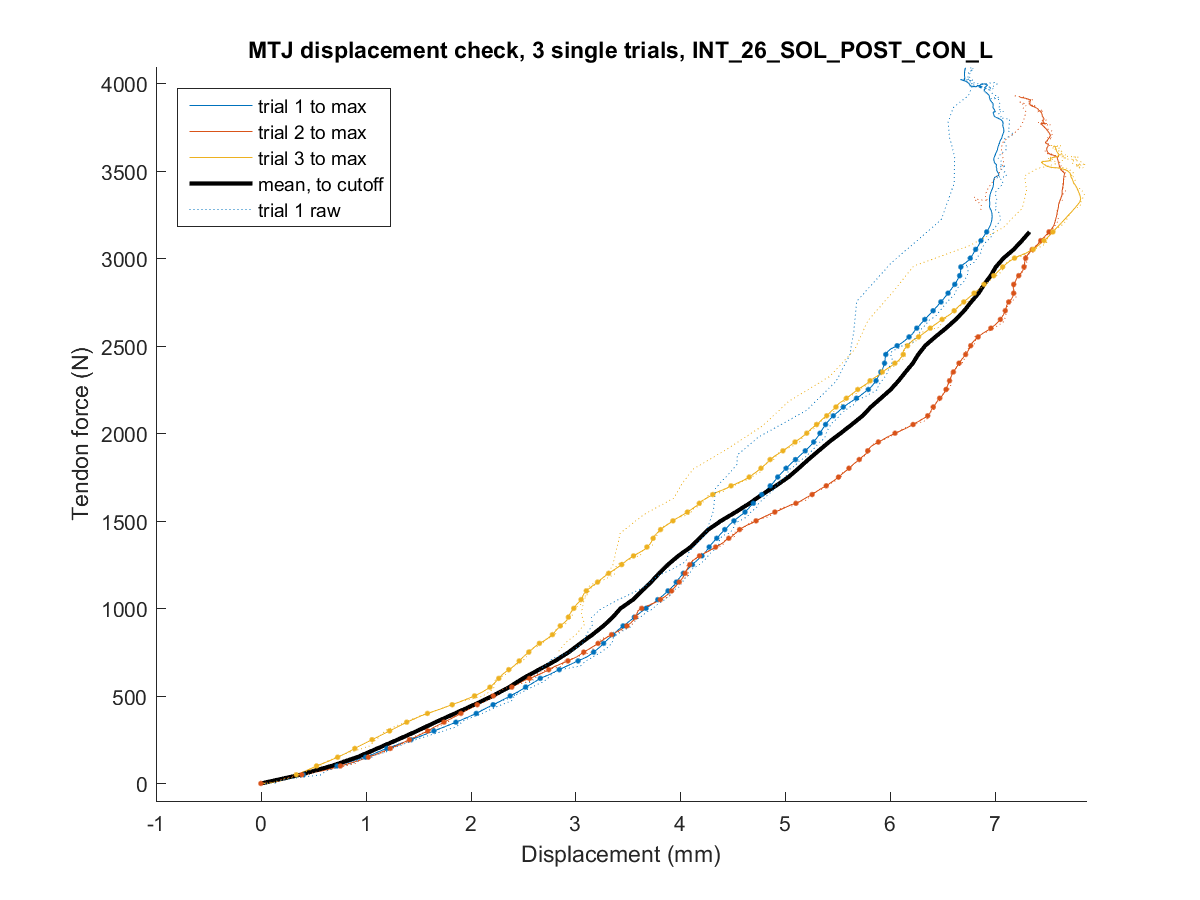 MTJ displacement check, 3 single trials, INT_26_SOL_POST_CON_L
4000
3500
3000
2500
2000
1500
1000
500
0
trial 1 to max
trial 2 to max
trial 3 to max
mean, to cutoff
trial 1 raw
Tendon force (N)
-1 0 1 2 3 4 5 6 7
Displacement (mm)